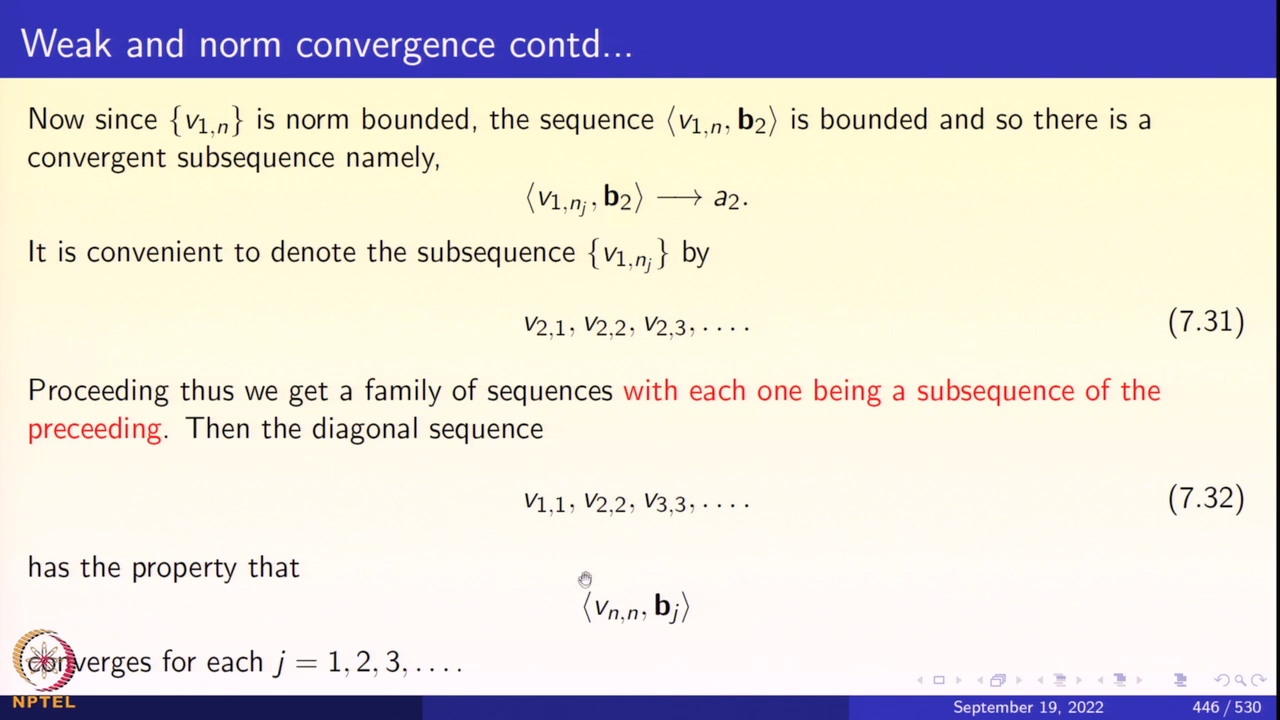 Weak and norm convergence contd...
Now since {v₁,ₙ} is norm bounded, the sequence ⟨v₁,ₙ, b₂⟩ is bounded and so there is a
convergent subsequence namely,
⟨v₁,ₙⱼ, b₂⟩ ⟶ a₂.
It is convenient to denote the subsequence {v₁,ₙⱼ} by
v₂,₁, v₂,₂, v₂,₃, . . . . (7.31)
Proceeding thus we get a family of sequences with each one being a subsequence of the
preceeding. Then the diagonal sequence
v₁,₁, v₂,₂, v₃,₃, . . . . (7.32)
has the property that
⟨vₙ,ₙ, bⱼ⟩
converges for each j = 1, 2, 3, . . . .
NPTEL
September 19, 2022 446 / 530